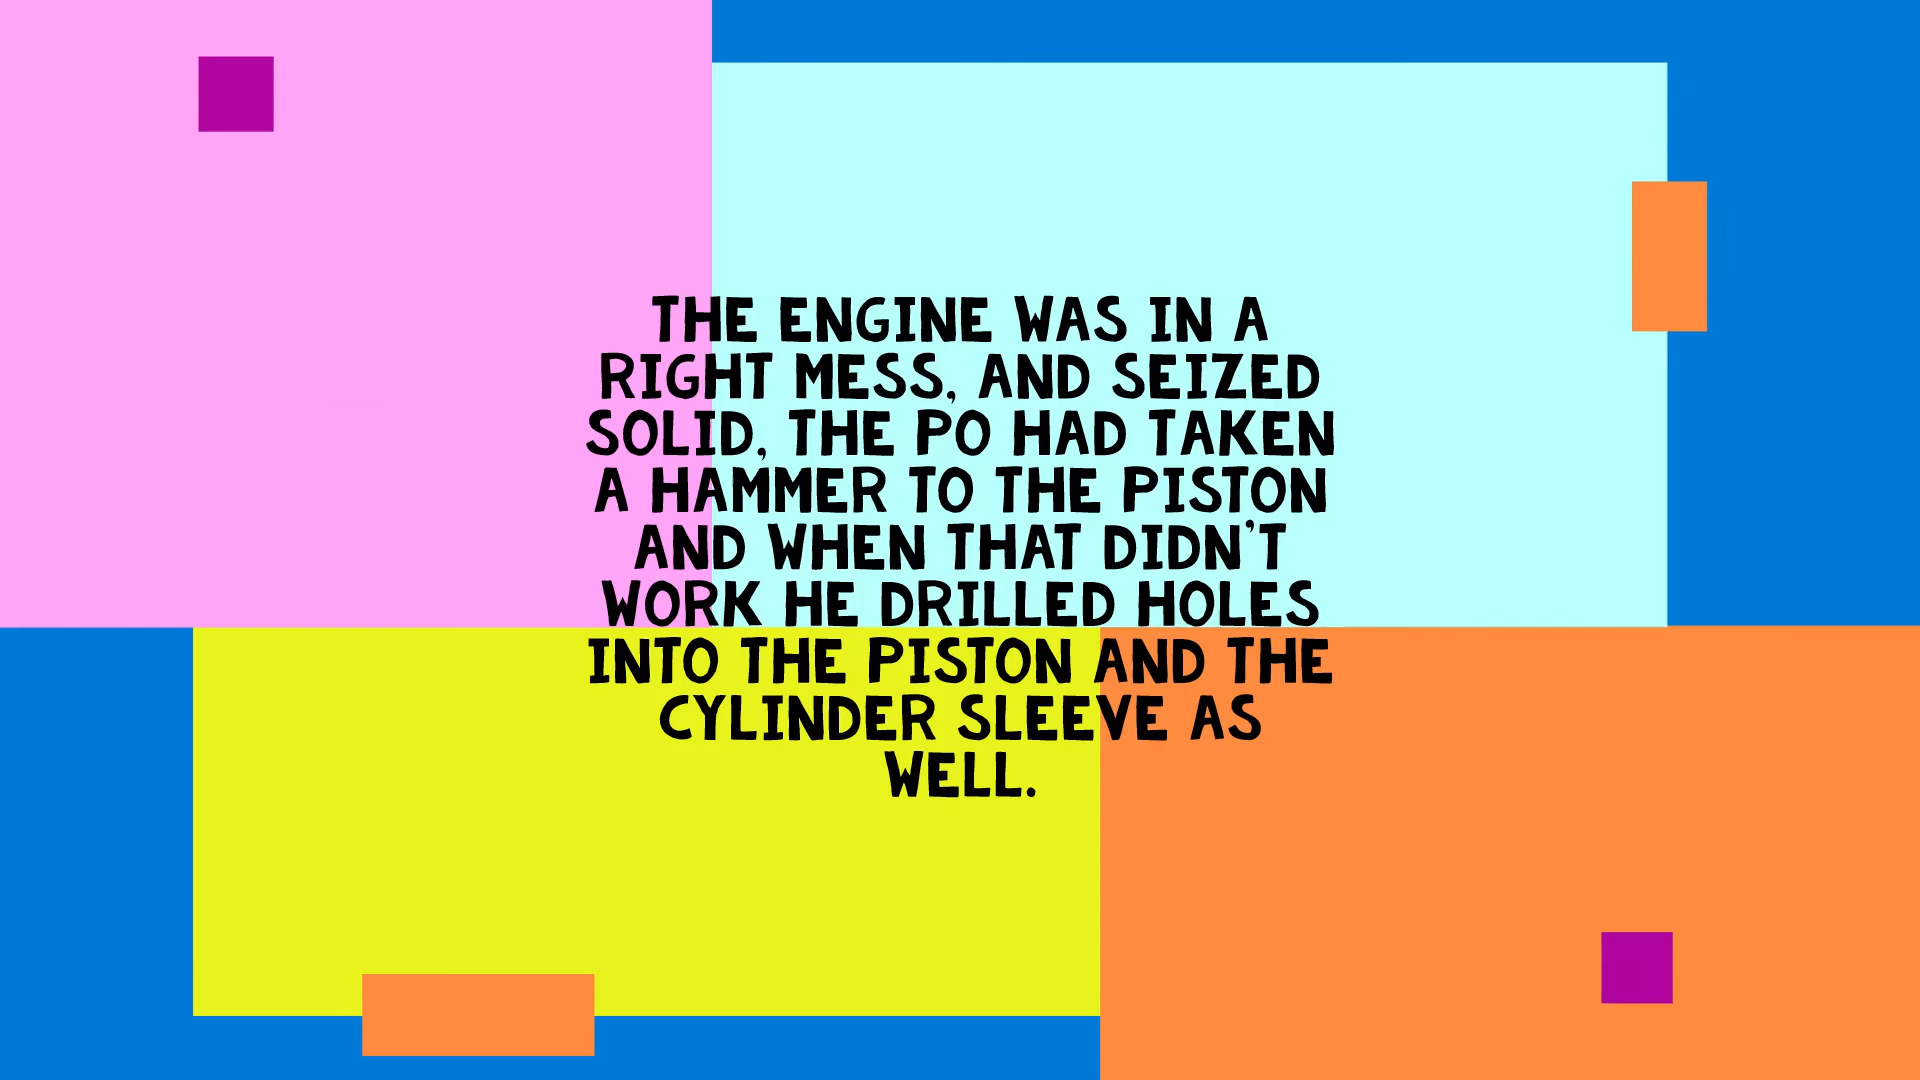 THE ENGINE WAS IN A
RIGHT MESS, AND SEIZED
SOLID, THE PO HAD TAKEN
A HAMMER TO THE PISTON
AND WHEN THAT DIDN'T
WORK HE DRILLED HOLES
INTO THE PISTON AND THE
CYLINDER SLEEVE AS
WELL.